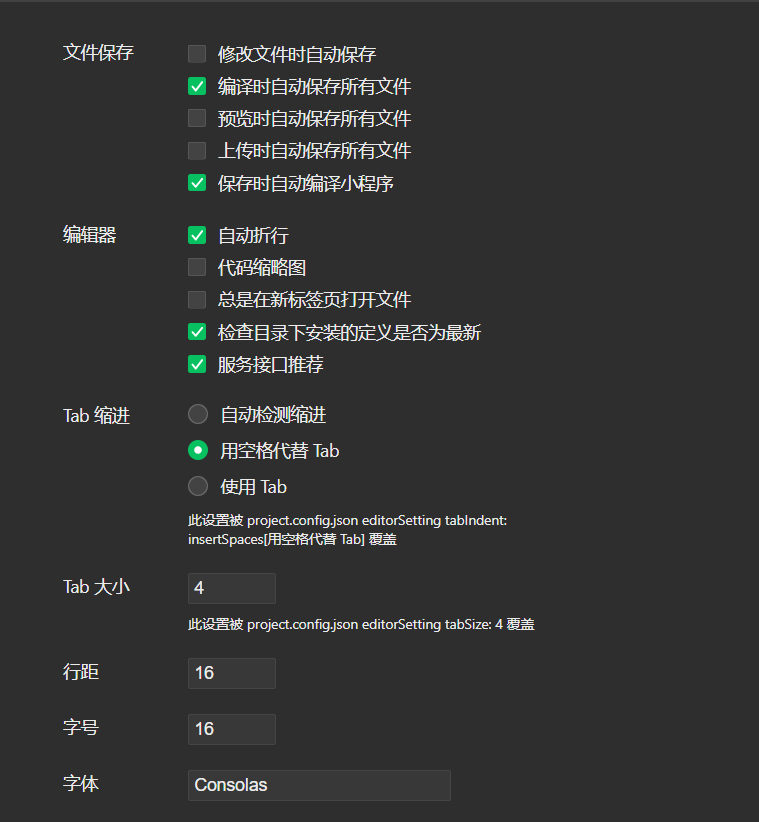 文件保存
修改文件时自动保存
编译时自动保存所有文件
预览时自动保存所有文件
上传时自动保存所有文件
保存时自动编译小程序
编辑器
自动折行
代码缩略图
总是在新标签页打开文件
检查目录下安装的定义是否为最新
服务接口推荐
Tab 缩进
自动检测缩进
用空格代替 Tab
使用 Tab
此设置被 project.config.json editorSetting tabIndent:
insertSpaces[用空格代替 Tab] 覆盖
Tab 大小
4
此设置被 project.config.json editorSetting tabSize: 4 覆盖
行距
16
字号
16
字体
Consolas